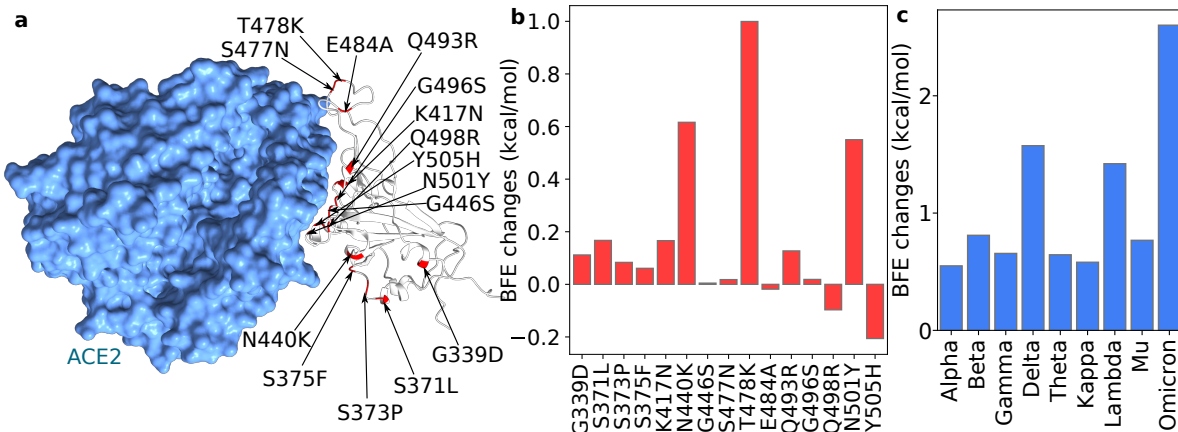 a
T478K
S477N
E484A
Q493R
G496S
K417N
Q498R
Y505H
N501Y
G446S
N440K
S375F
S373P
S371L
G339D
ACE2
b
BFE changes (kcal/mol)
1.0
0.8
0.6
0.4
0.2
0.0
−0.2
G339D
S371L
S373P
S375F
K417N
N440K
G446S
S477N
T478K
E484A
Q493R
G496S
Q498R
N501Y
Y505H
c
BFE changes (kcal/mol)
2
1
0
Alpha
Beta
Gamma
Delta
Theta
Kappa
Lambda
Mu
Omicron